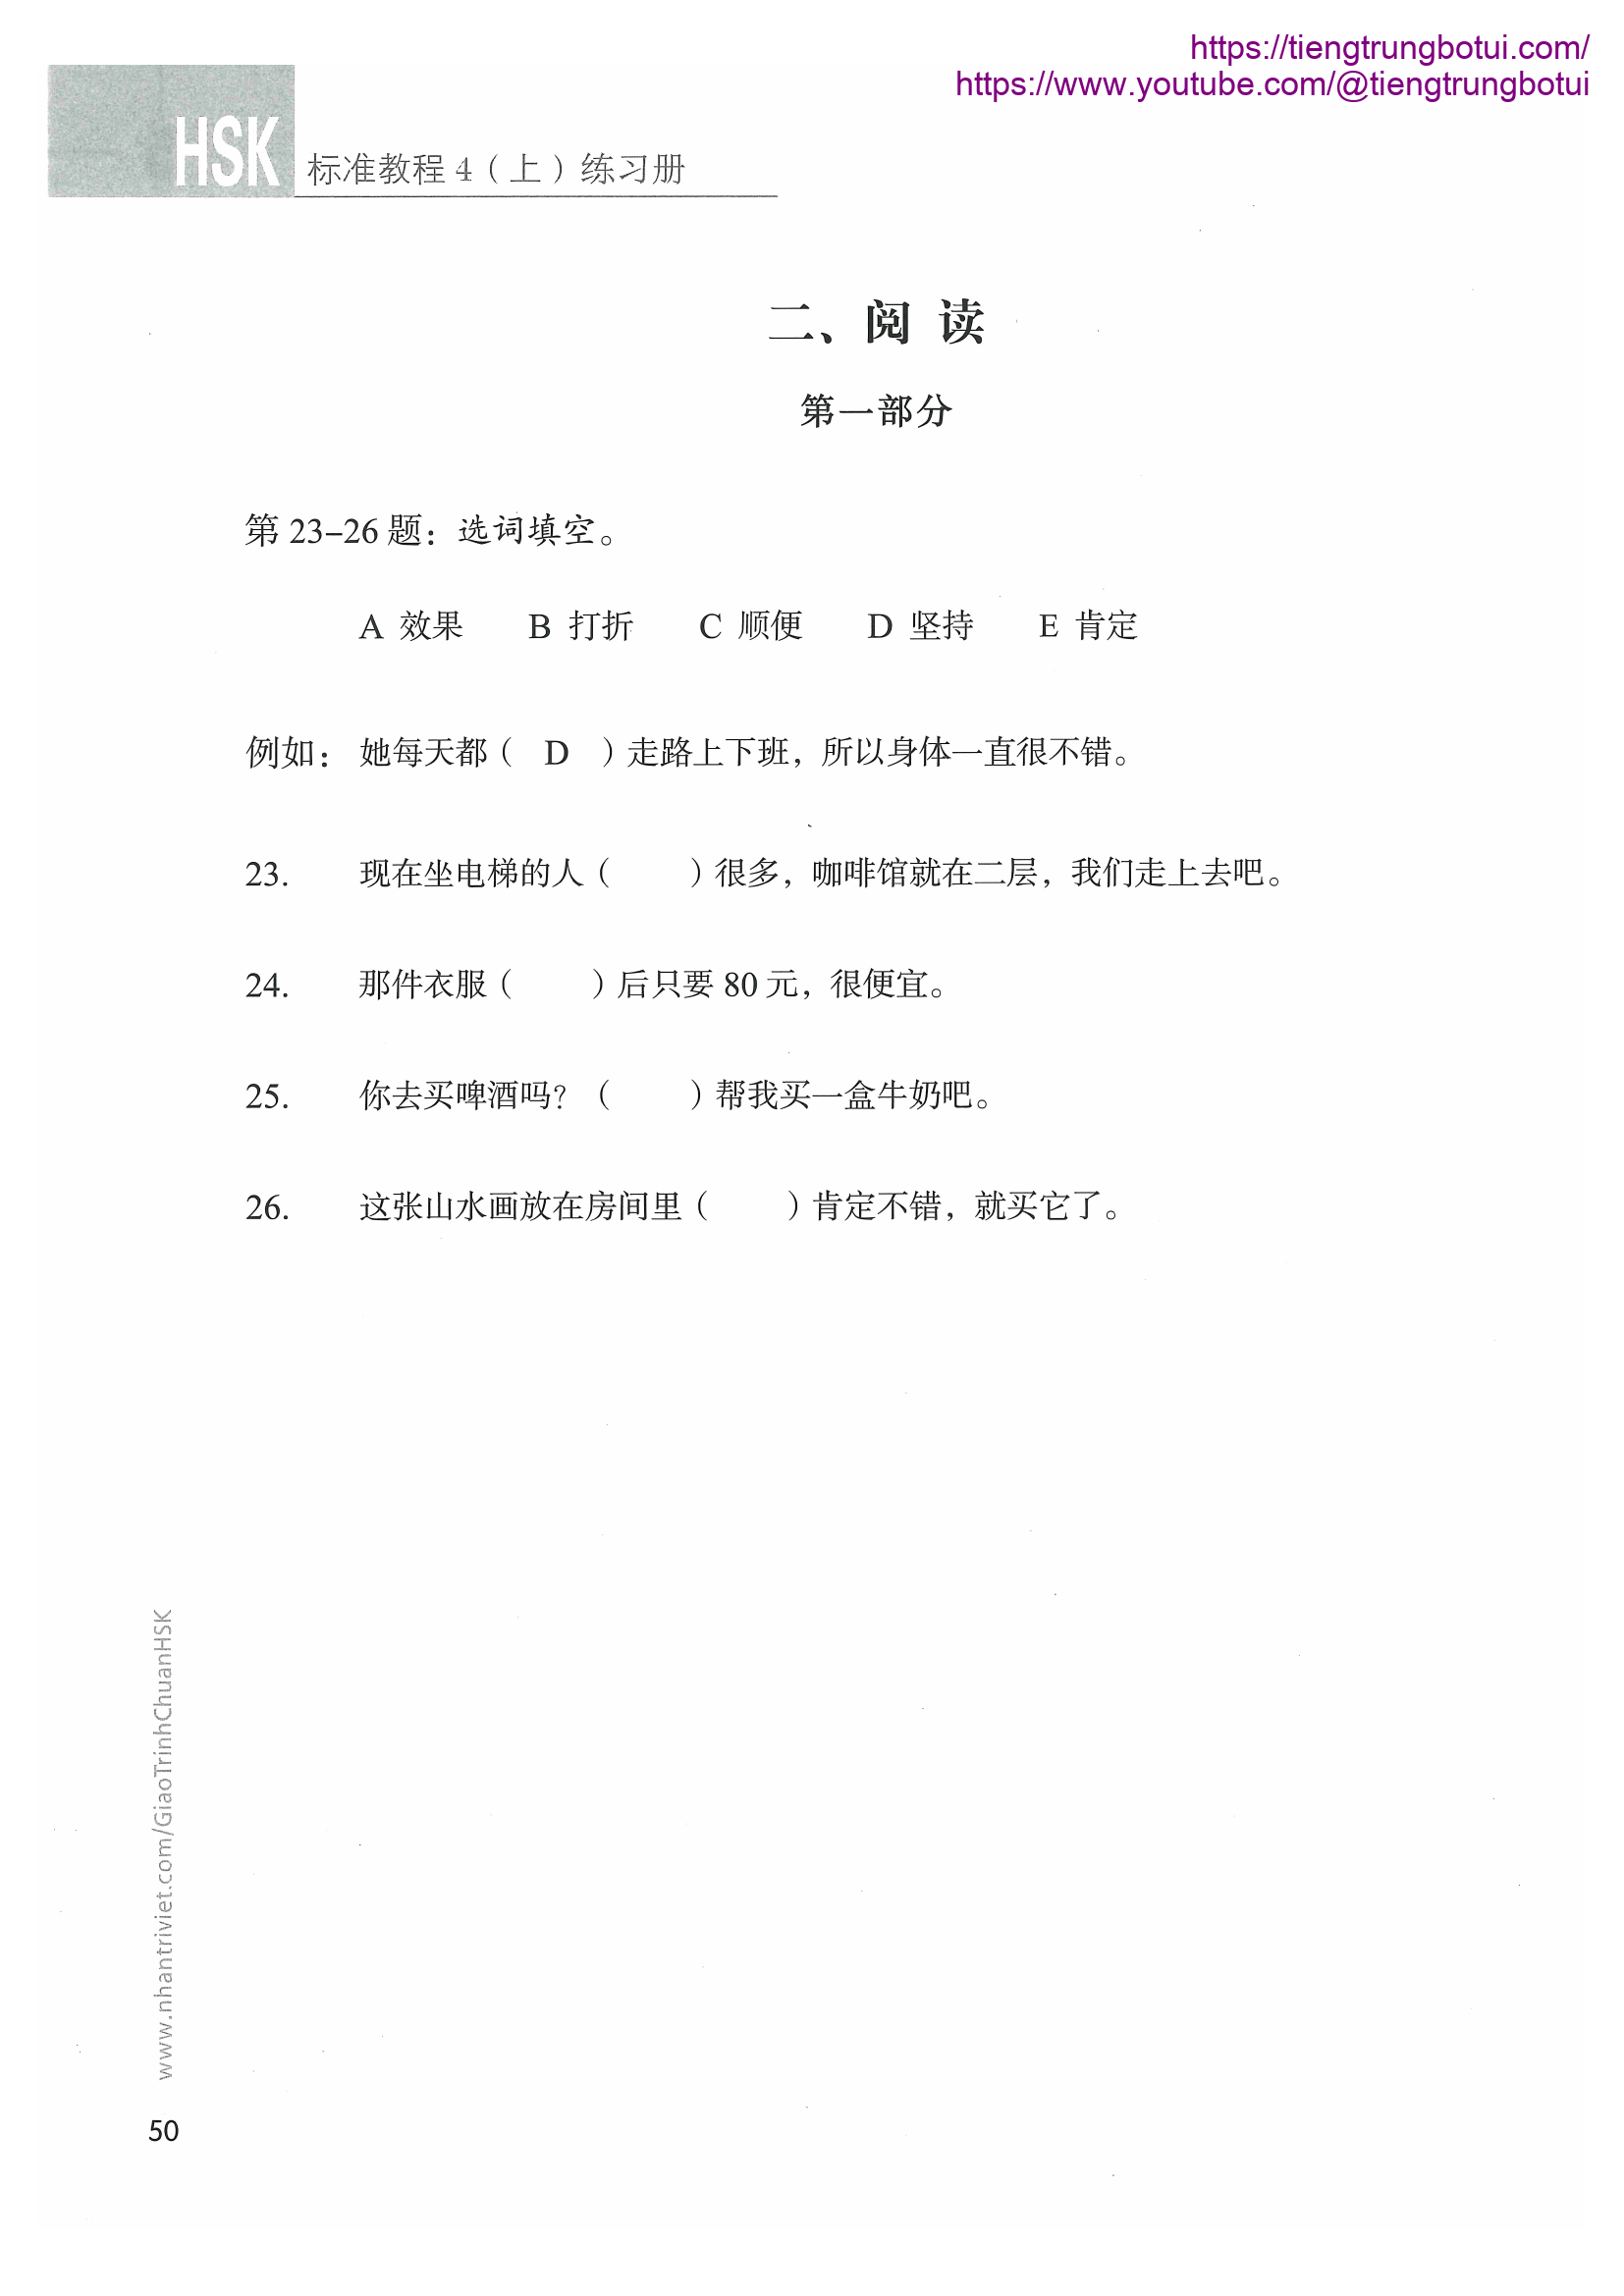 https://tiengtrungbotui.com/
https://www.youtube.com/@tiengtrungbotui
HSK 标准教程 4（上）练习册
二、阅 读
第一部分
第 23–26 题：选词填空。
A 效果 B 打折 C 顺便 D 坚持 E 肯定
例如： 她每天都（ D ）走路上下班，所以身体一直很不错。
23. 现在坐电梯的人（ ）很多，咖啡馆就在二层，我们走上去吧。
24. 那件衣服（ ）后只要 80 元，很便宜。
25. 你去买啤酒吗？（ ）帮我买一盒牛奶吧。
26. 这张山水画放在房间里（ ）肯定不错，就买它了。
www.nhantriviet.com/GiaoTrinhChuanHSK
50